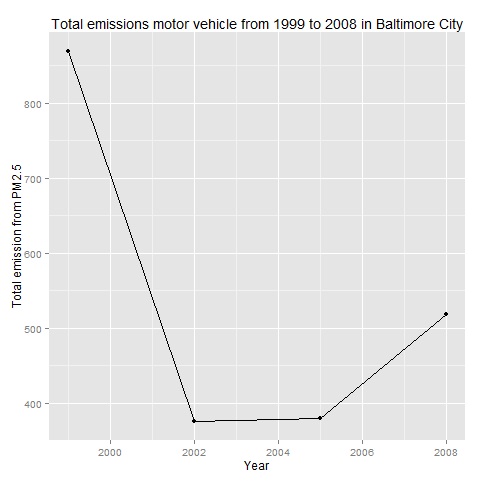 Total emissions motor vehicle from 1999 to 2008 in Baltimore City
Total emission from PM2.5
800
700
600
500
400
2000 2002 2004 2006 2008
Year